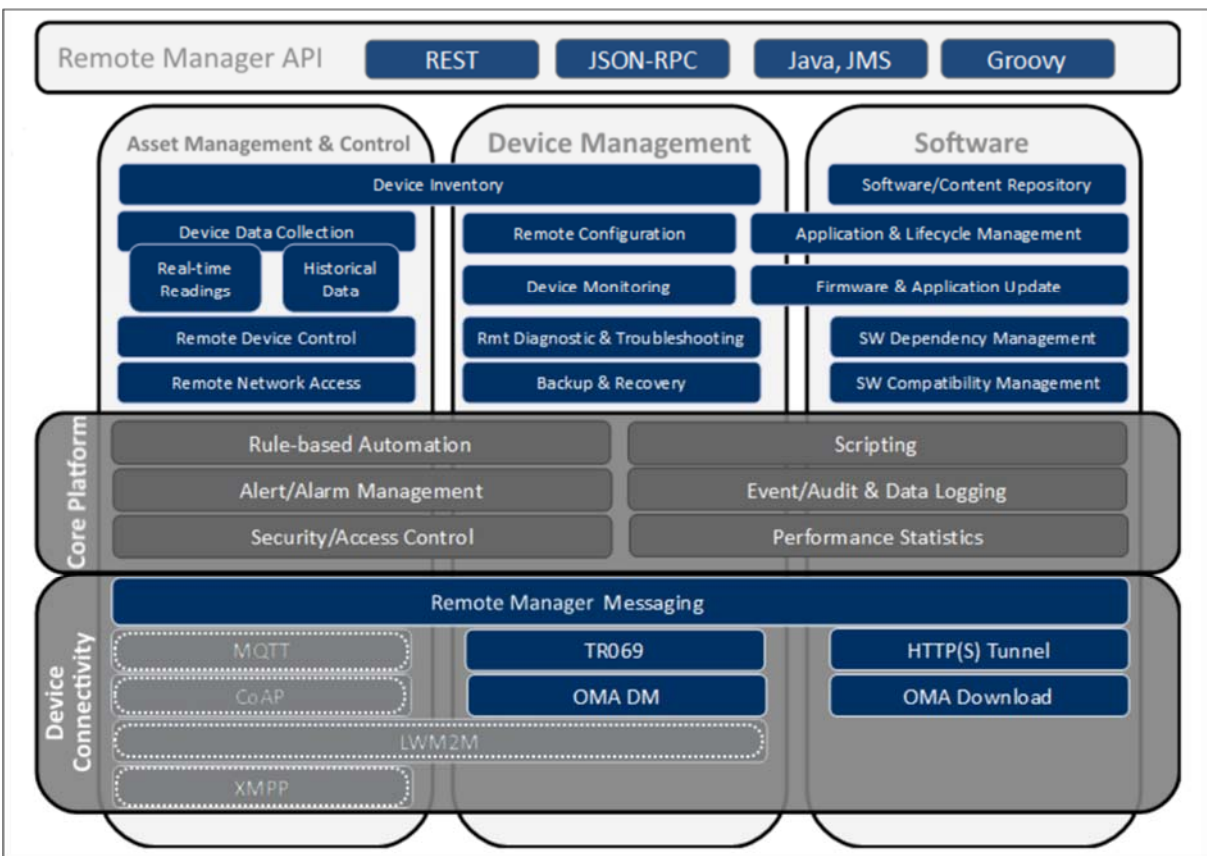 Remote Manager API
REST
JSON-RPC
Java, JMS
Groovy
Asset Management & Control
Device Management
Software
Device Inventory
Software/Content Repository
Device Data Collection
Remote Configuration
Application & Lifecycle Management
Real-time
Readings
Historical
Data
Device Monitoring
Firmware & Application Update
Remote Device Control
Rmt Diagnostic & Troubleshooting
SW Dependency Management
Remote Network Access
Backup & Recovery
SW Compatibility Management
Core Platform
Rule-based Automation
Scripting
Alert/Alarm Management
Event/Audit & Data Logging
Security/Access Control
Performance Statistics
Device
Connectivity
Remote Manager Messaging
MQTT
TR069
HTTP(S) Tunnel
CoAP
OMA DM
OMA Download
LWM2M
XMPP